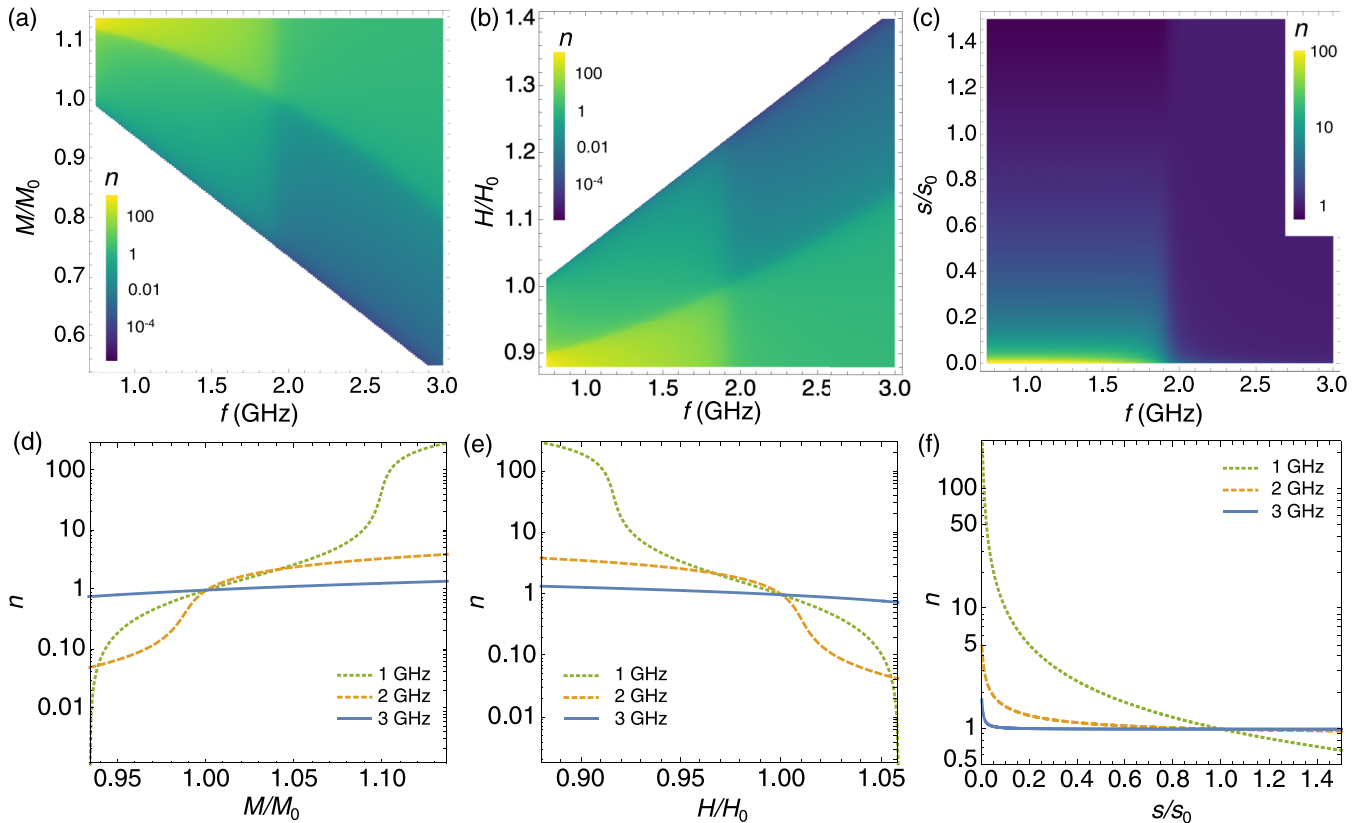 (a)
n
100
1
0.01
10⁻⁴
M/M₀
1.1
1.0
0.9
0.8
0.7
0.6
1.0 1.5 2.0 2.5 3.0
f (GHz)
(b)
n
100
1
0.01
10⁻⁴
H/H₀
1.4
1.3
1.2
1.1
1.0
0.9
1.0 1.5 2.0 2.5 3.0
f (GHz)
(c)
n
100
10
1
s/s₀
1.4
1.2
1.0
0.8
0.6
0.4
0.2
0.0
1.0 1.5 2.0 2.5 3.0
f (GHz)
(d)
n
100
10
1
0.10
0.01
1 GHz
2 GHz
3 GHz
0.95 1.00 1.05 1.10
M/M₀
(e)
n
100
10
1
0.10
0.01
1 GHz
2 GHz
3 GHz
0.90 0.95 1.00 1.05
H/H₀
(f)
n
100
50
10
5
1
0.5
1 GHz
2 GHz
3 GHz
0.0 0.2 0.4 0.6 0.8 1.0 1.2 1.4
s/s₀